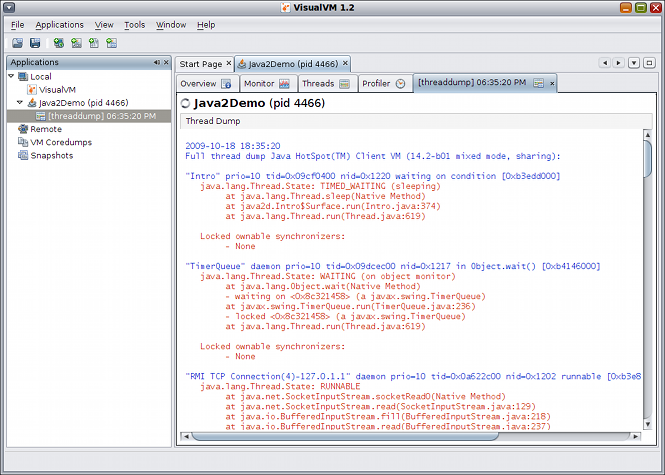 VisualVM 1.2
File Applications View Tools Window Help
Applications
Local
VisualVM
Java2Demo (pid 4466)
[threaddump] 06:35:20 PM
Remote
VM Coredumps
Snapshots
Start Page Java2Demo (pid 4466)
Overview Monitor Threads Profiler [threaddump] 06:35:20 PM
Java2Demo (pid 4466)
Thread Dump
2009-10-18 18:35:20
Full thread dump Java HotSpot(TM) Client VM (14.2-b01 mixed mode, sharing):
"Intro" prio=10 tid=0x09cf0400 nid=0x1220 waiting on condition [0xb3edd000]
java.lang.Thread.State: TIMED_WAITING (sleeping)
at java.lang.Thread.sleep(Native Method)
at java2d.Intro$Surface.run(Intro.java:374)
at java.lang.Thread.run(Thread.java:619)
Locked ownable synchronizers:
- None
"TimerQueue" daemon prio=10 tid=0x09dcec00 nid=0x1217 in Object.wait() [0xb4146000]
java.lang.Thread.State: WAITING (on object monitor)
at java.lang.Object.wait(Native Method)
- waiting on <0x8c321458> (a javax.swing.TimerQueue)
at javax.swing.TimerQueue.run(TimerQueue.java:236)
- locked <0x8c321458> (a javax.swing.TimerQueue)
at java.lang.Thread.run(Thread.java:619)
Locked ownable synchronizers:
- None
"RMI TCP Connection(4)-127.0.1.1" daemon prio=10 tid=0x0a622c00 nid=0x1202 runnable [0xb3e8
java.lang.Thread.State: RUNNABLE
at java.net.SocketInputStream.socketRead0(Native Method)
at java.net.SocketInputStream.read(SocketInputStream.java:129)
at java.io.BufferedInputStream.fill(BufferedInputStream.java:218)
at java.io.BufferedInputStream.read(BufferedInputStream.java:237)